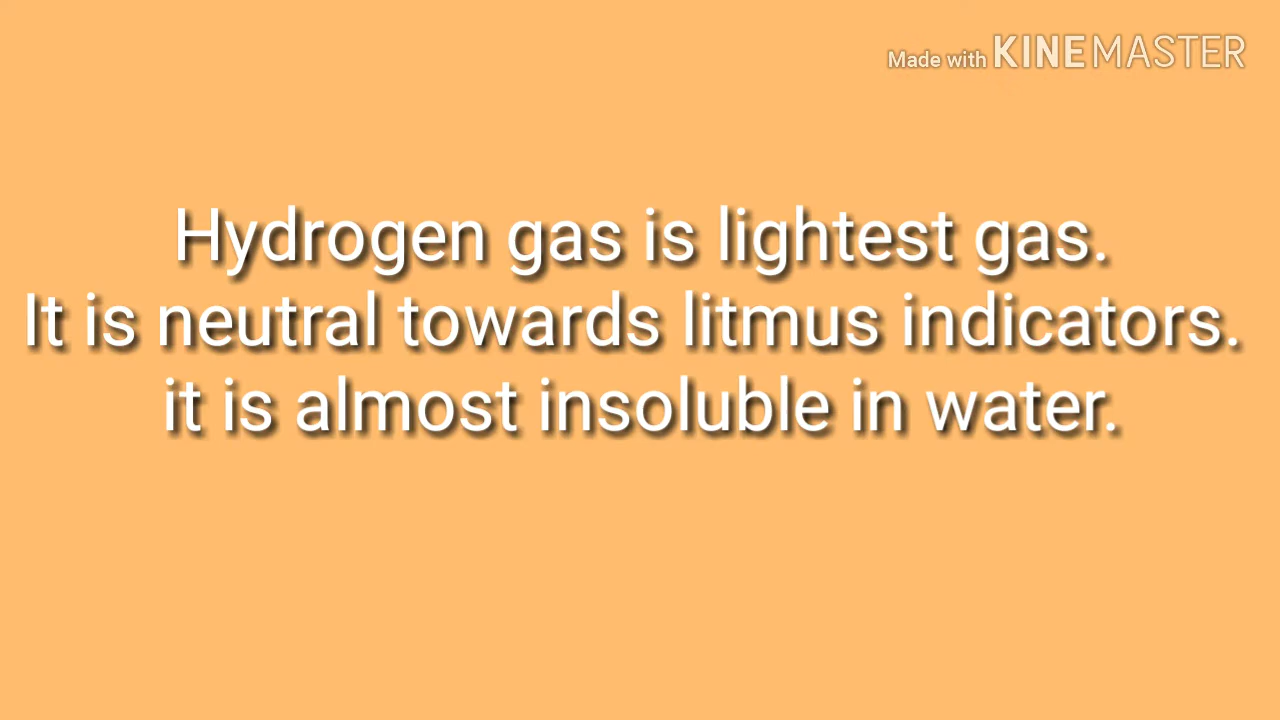 Made with KINEMASTER
Hydrogen gas is lightest gas.
It is neutral towards litmus indicators.
it is almost insoluble in water.